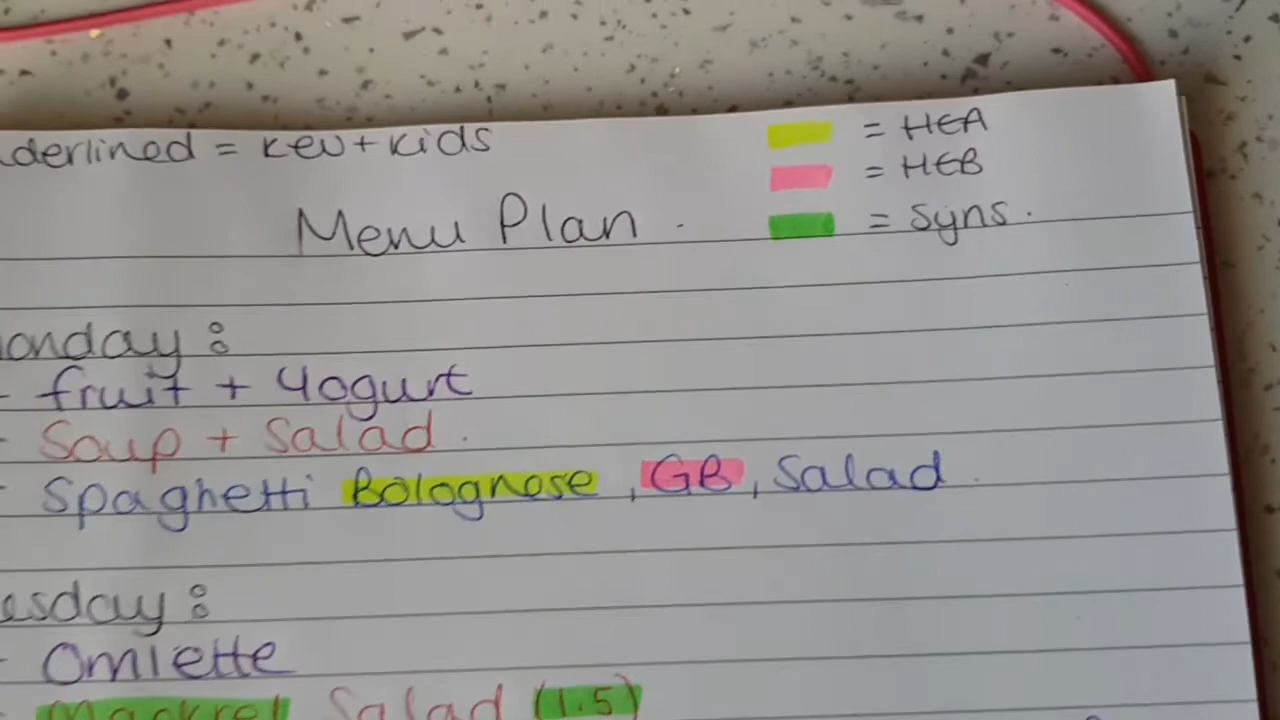 derlined = Kev + Kids
= HEA
= HEB
Menu Plan.
= Syns.
onday:
- fruit + Yogurt
- Soup + Salad.
- Spaghetti Bolognose, GB, Salad.
esday:
- Omlette
- Mackrel Salad (1.5)